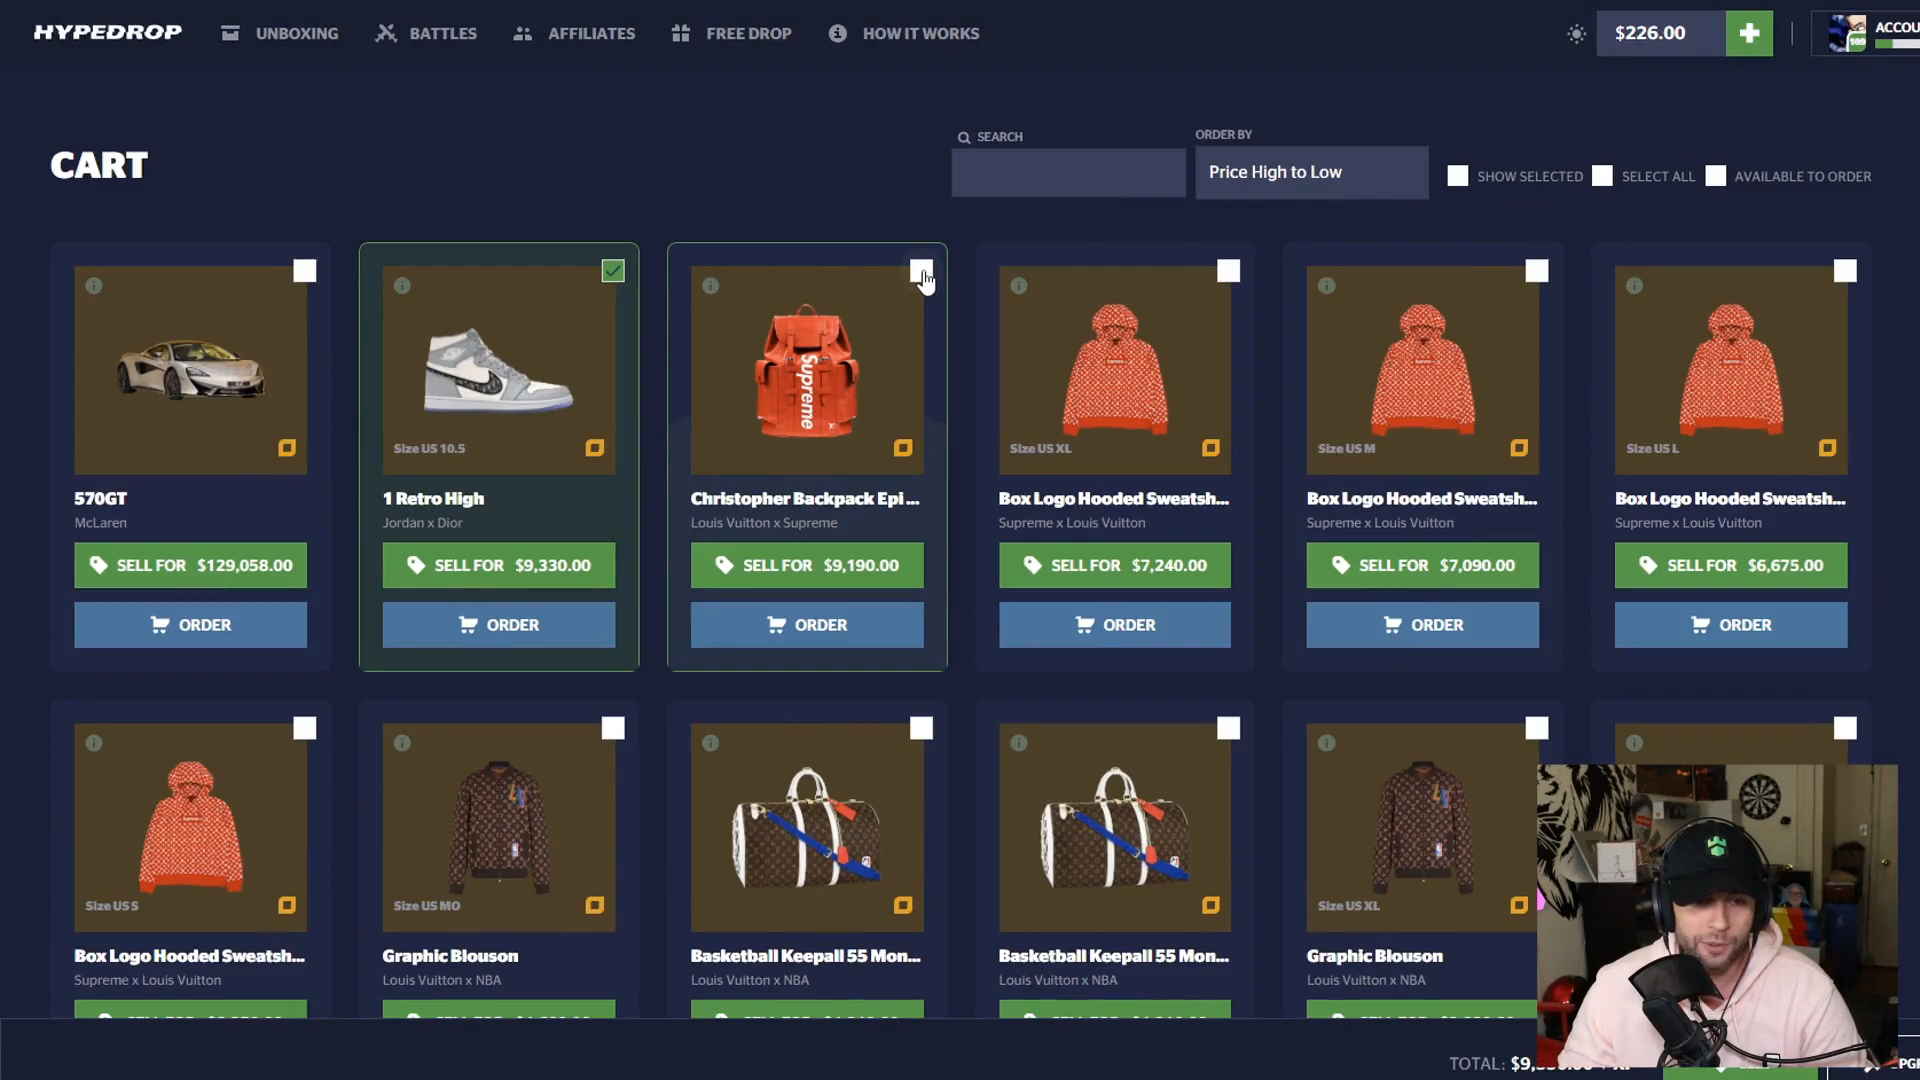 HYPEDROP
UNBOXING
BATTLES
AFFILIATES
FREE DROP
HOW IT WORKS
$226.00
109
CART
SEARCH
ORDER BY
Price High to Low
SHOW SELECTED
SELECT ALL
AVAILABLE TO ORDER
Supreme
Size US 10.5
Size US XL
Size US M
Size US L
570GT
1 Retro High
Christopher Backpack Epi ...
Box Logo Hooded Sweatsh...
Box Logo Hooded Sweatsh...
Box Logo Hooded Sweatsh...
McLaren
Jordan x Dior
Louis Vuitton x Supreme
Supreme x Louis Vuitton
Supreme x Louis Vuitton
Supreme x Louis Vuitton
SELL FOR $129,058.00
SELL FOR $9,330.00
SELL FOR $9,190.00
SELL FOR $7,240.00
SELL FOR $7,090.00
SELL FOR $6,675.00
ORDER
ORDER
ORDER
ORDER
ORDER
ORDER
Size US S
Size US MO
Size US XL
Box Logo Hooded Sweatsh...
Graphic Blouson
Basketball Keepall 55 Mon...
Basketball Keepall 55 Mon...
Graphic Blouson
Supreme x Louis Vuitton
Louis Vuitton x NBA
Louis Vuitton x NBA
Louis Vuitton x NBA
Louis Vuitton x NBA
TOTAL: